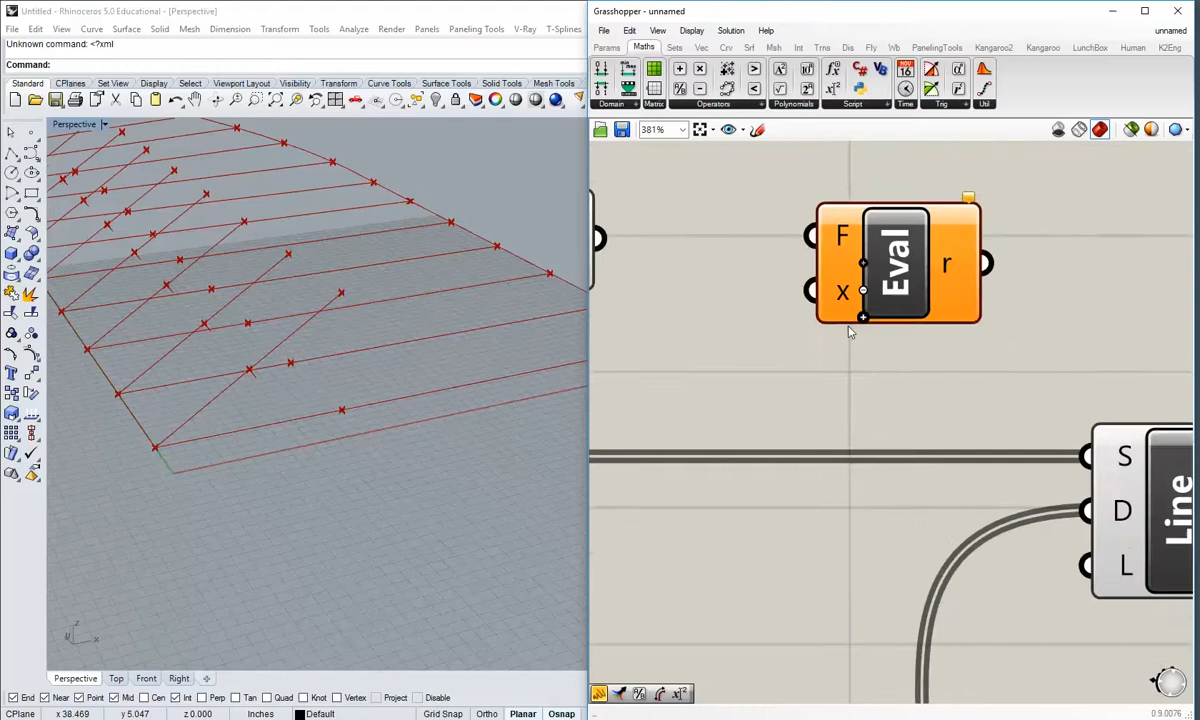 Untitled - Rhinoceros 5.0 Educational - [Perspective]
File Edit View Curve Surface Solid Mesh Dimension Transform Tools Analyze Render Panels Paneling Tools V-Ray T-Splines
Unknown command: <?xml
Command:
Standard CPlanes Set View Display Select Viewport Layout Visibility Transform Curve Tools Surface Tools Solid Tools Mesh Tools
Perspective
z
x
Perspective Top Front Right
End Near Point Mid Cen Int Perp Tan Quad Knot Vertex Project Disable
CPlane x 38.469 y 5.047 z 0.000 Inches Default Grid Snap Ortho Planar Osnap
Grasshopper - unnamed
File Edit View Display Solution Help unnamed
Params Maths Sets Vec Crv Srf Msh Int Trns Dis Fly Wb PanelingTools Kangaroo2 Kangaroo LunchBox Human K2Eng
Domain Matrix Operators Polynomials Script Time Trig Util
381%
F
x
Eval
r
S
D
L
Line
0.9.0076